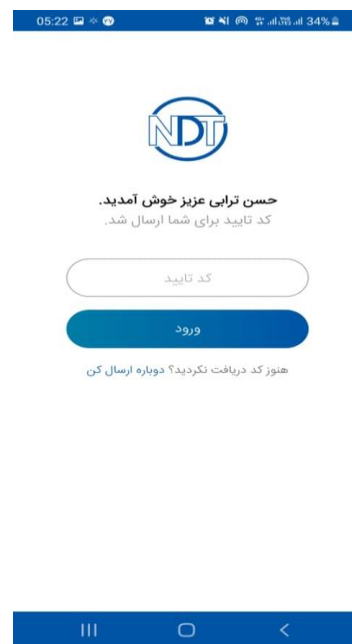 05:22 34%
NDT
حسن ترابی عزیز خوش آمدید.
کد تایید برای شما ارسال شد.
کد تایید
ورود
هنوز کد دریافت نکردید؟ دوباره ارسال کن